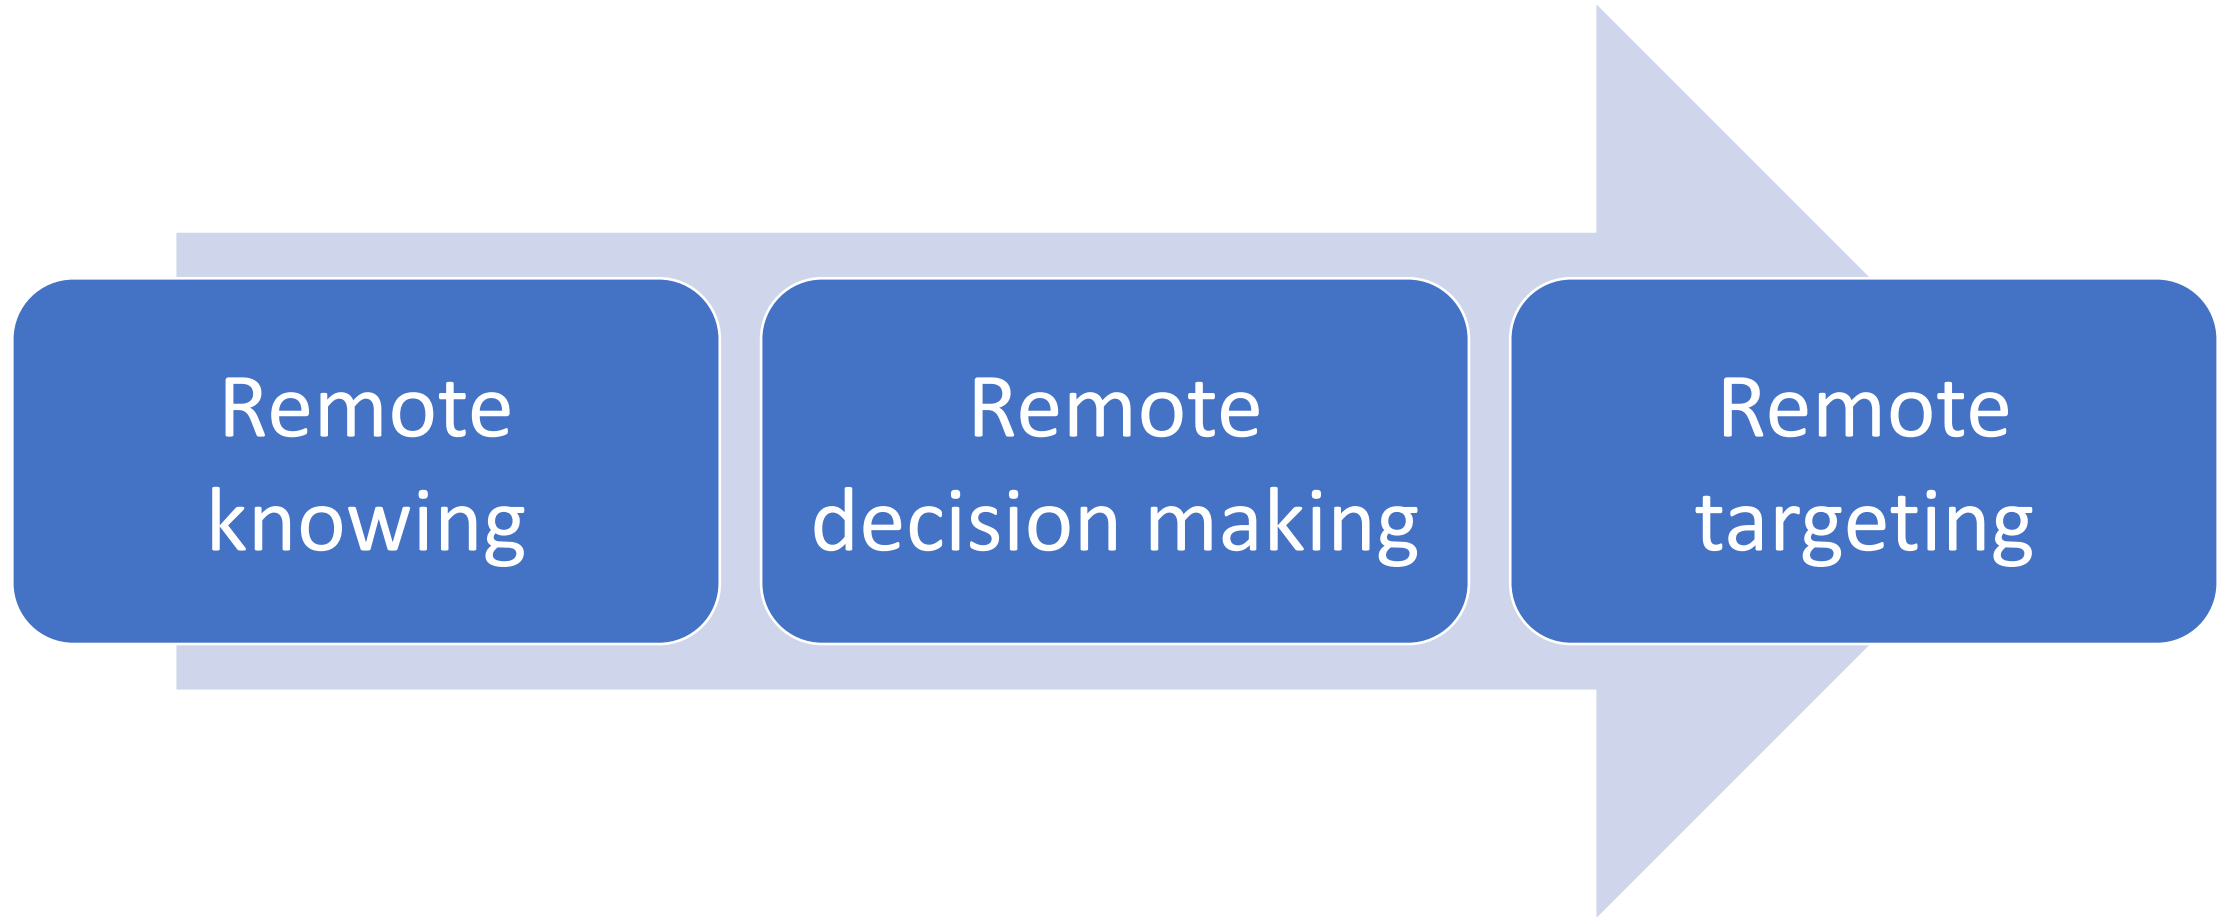 Remote
knowing
Remote
decision making
Remote
targeting